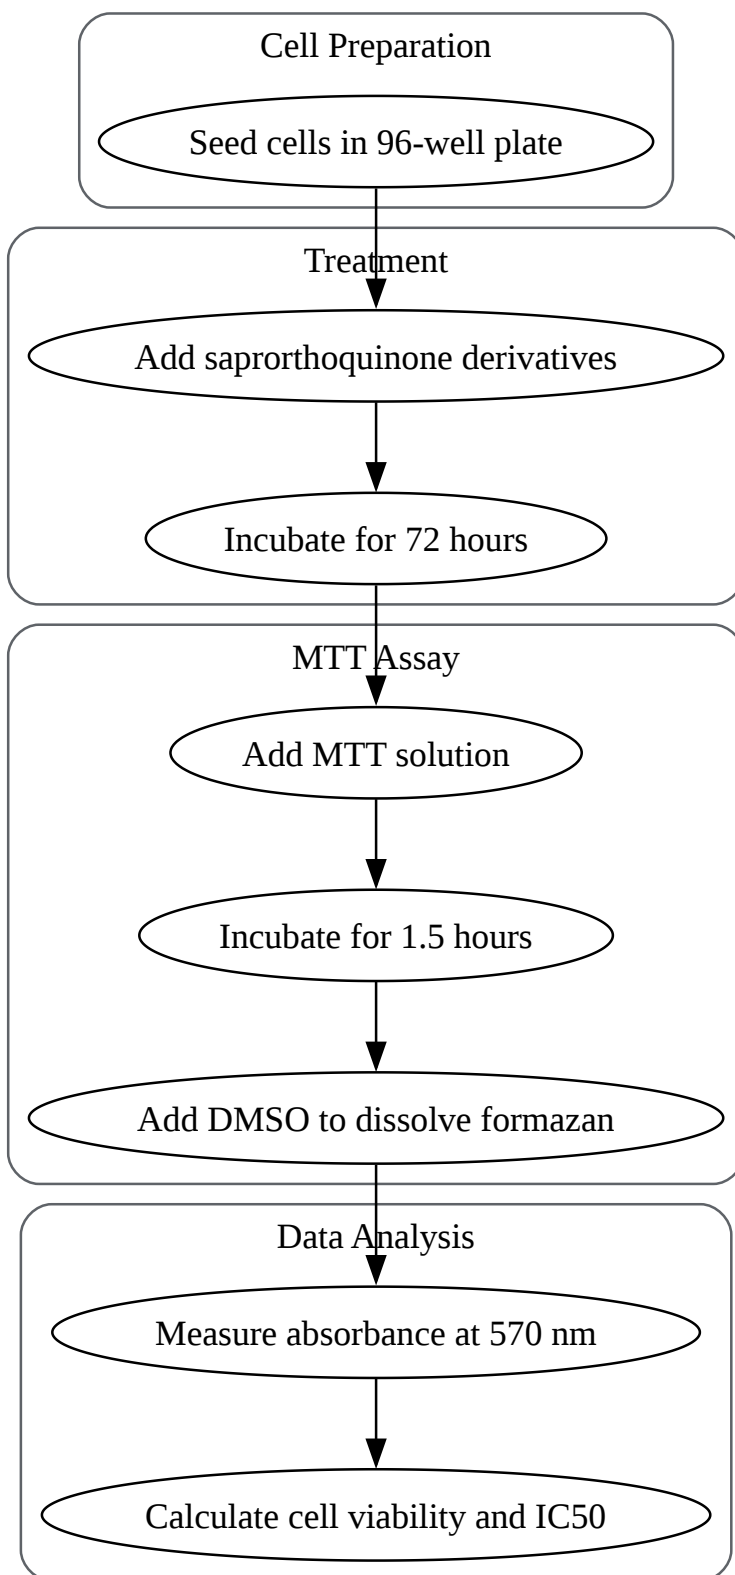 Cell Preparation
Seed cells in 96-well plate
Treatment
Add saprorthoquinone derivatives
Incubate for 72 hours
MTT Assay
Add MTT solution
Incubate for 1.5 hours
Add DMSO to dissolve formazan
Data Analysis
Measure absorbance at 570 nm
Calculate cell viability and IC50